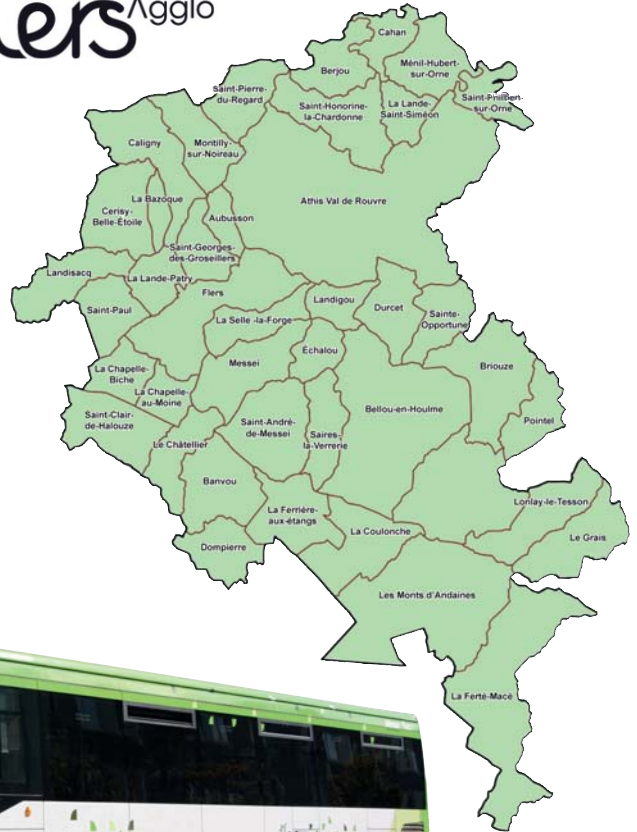 Agglo
lers
Cahan
Berjou
Ménil-Hubert-
sur-Orne
Saint-Pierre-
du-Regard
Saint-Honorine-
la-Chardonne
La Lande-
Saint-Siméon
Saint-Philbert-
sur-Orne
Caligny
Montilly-
sur-Noireau
La Bazoque
Athis Val de Rouvre
Cerisy-
Belle-Étoile
Aubusson
Saint-Georges-
des-Groseillers
Landisacq
La Lande-Patry
Flers
Saint-Paul
Landigou
Durcet
Sainte-
Opportune
La Selle -la-Forge
Échalou
Messei
Briouze
La Chapelle-
Biche
La Chapelle-
au-Moine
Bellou-en-Houlme
Saint-Clair-
de-Halouze
Saint-André-
de-Messei
Pointel
Le Châtellier
Saires-
la-Verrerie
Banvou
Lonlay-le-Tesson
La Ferrière-
aux-étangs
La Coulonche
Le Grais
Dompierre
Les Monts d'Andaines
La Ferté-Macé